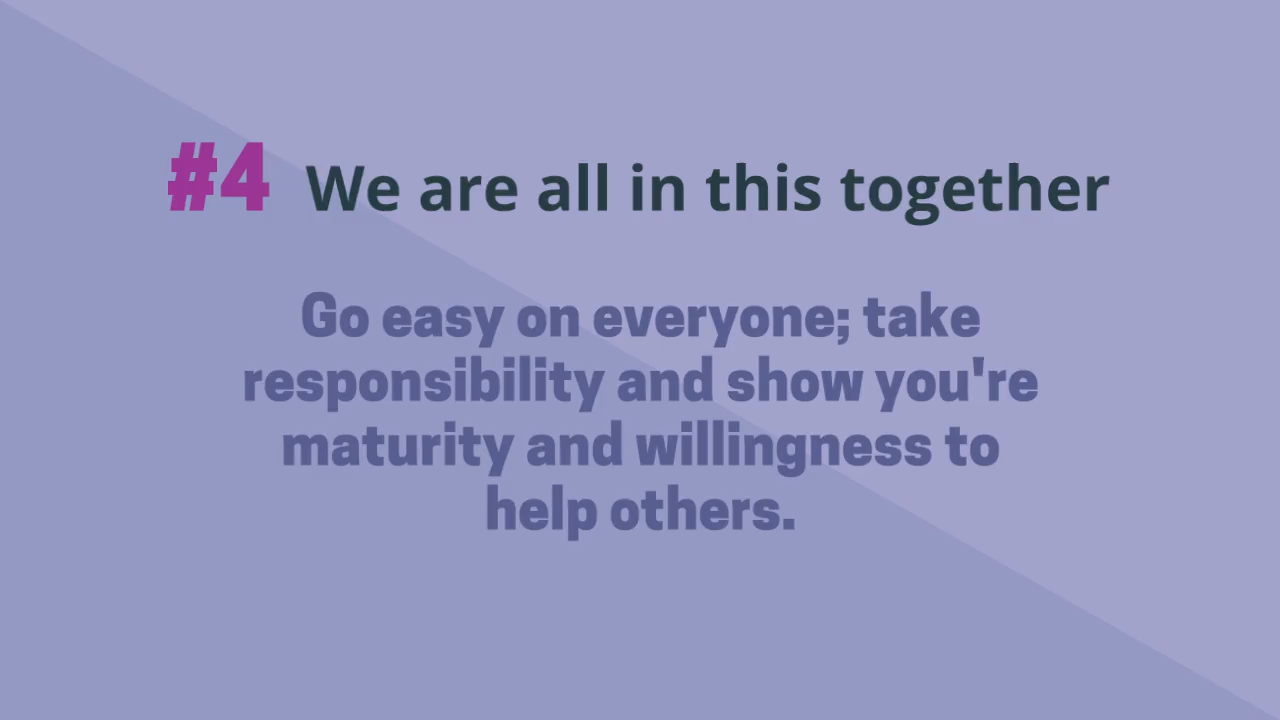 #4 We are all in this together
Go easy on everyone; take
responsibility and show you're
maturity and willingness to
help others.